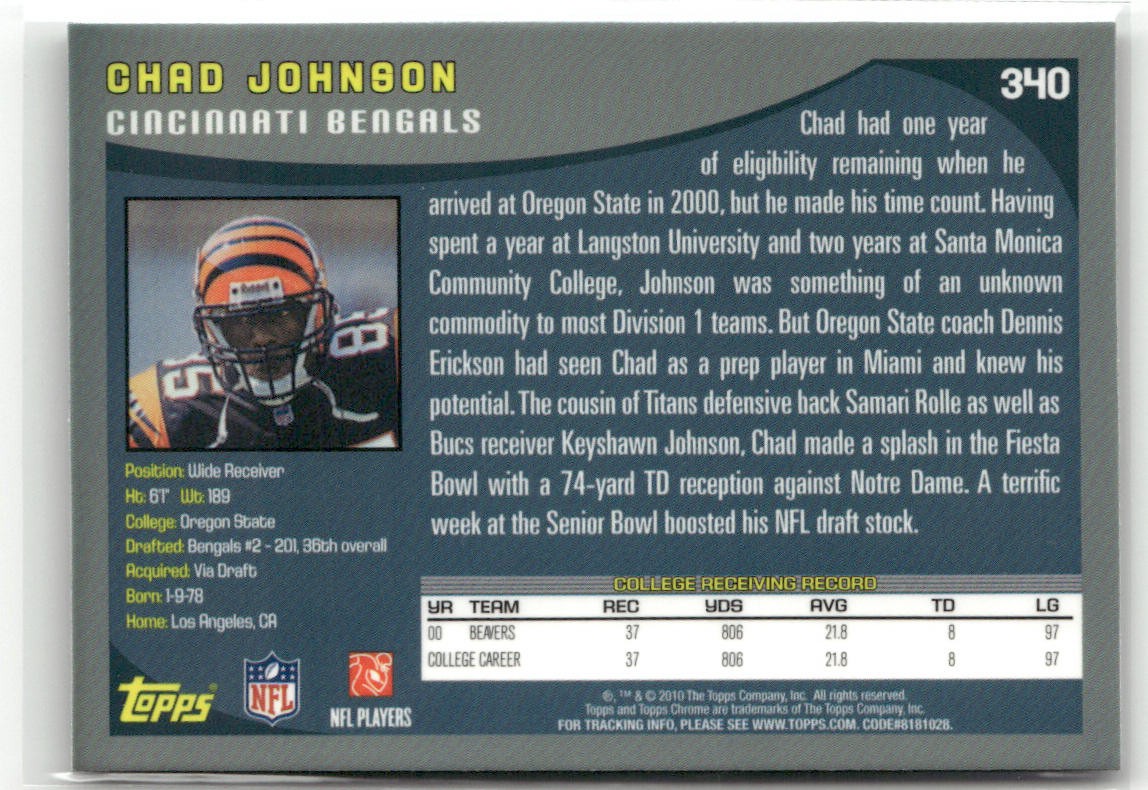 CHAD JOHNSON
CINCINNATI BENGALS
340
Chad had one year
of eligibility remaining when he
arrived at Oregon State in 2000, but he made his time count. Having
spent a year at Langston University and two years at Santa Monica
Community College, Johnson was something of an unknown
commodity to most Division 1 teams. But Oregon State coach Dennis
Erickson had seen Chad as a prep player in Miami and knew his
potential. The cousin of Titans defensive back Samari Rolle as well as
Bucs receiver Keyshawn Johnson, Chad made a splash in the Fiesta
Bowl with a 74-yard TD reception against Notre Dame. A terrific
week at the Senior Bowl boosted his NFL draft stock.
Riddell
85
85
Position: Wide Receiver
Ht: 6'1" Wt: 189
College: Oregon State
Drafted: Bengals #2 - 201, 36th overall
Acquired: Via Draft
Born: 1-9-78
Home: Los Angeles, CA
COLLEGE RECEIVING RECORD
YR TEAM REC YDS AVG TD LG
00 BEAVERS 37 806 21.8 8 97
COLLEGE CAREER 37 806 21.8 8 97
topps
NFL
NFL PLAYERS
®, ™ & © 2010 The Topps Company, Inc. All rights reserved.
Topps and Topps Chrome are trademarks of The Topps Company, Inc.
FOR TRACKING INFO, PLEASE SEE WWW.TOPPS.COM. CODE#8181028.